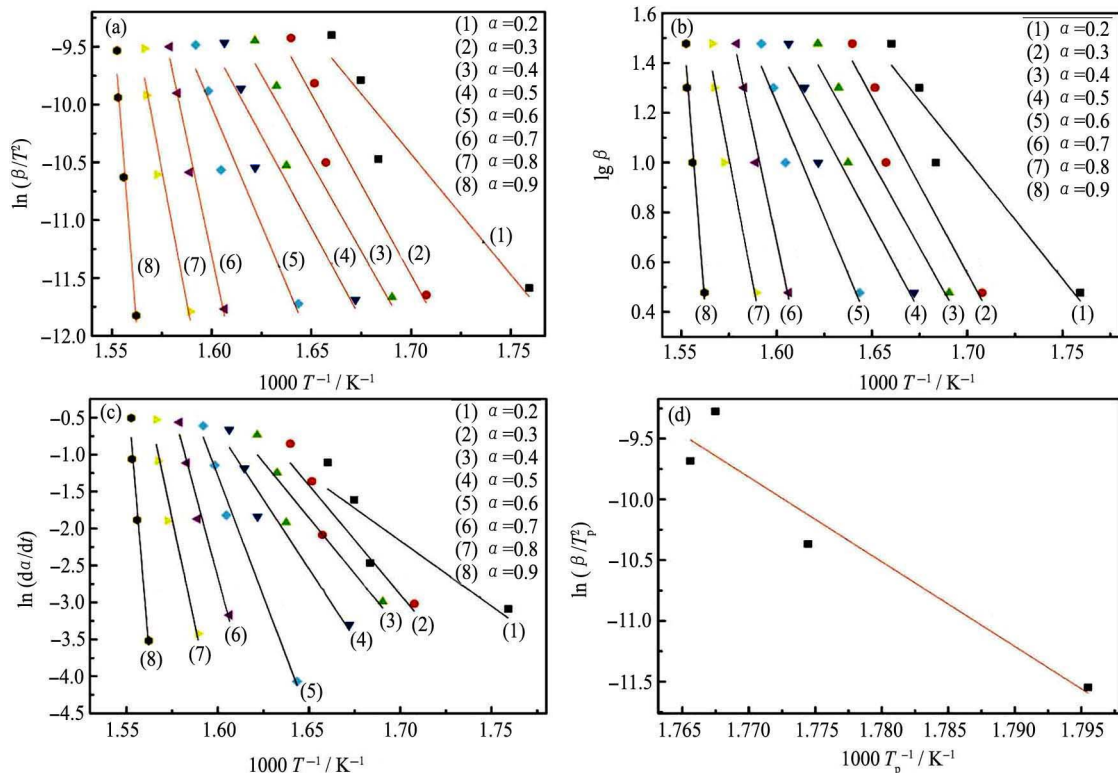 (a)
(1) α=0.2
(2) α=0.3
(3) α=0.4
(4) α=0.5
(5) α=0.6
(6) α=0.7
(7) α=0.8
(8) α=0.9
ln (β/T²)
−9.5
−10.0
−10.5
−11.0
−11.5
−12.0
(8) (7) (6) (5) (4) (3) (2) (1)
1.55 1.60 1.65 1.70 1.75
1000 T⁻¹ / K⁻¹
(b)
(1) α=0.2
(2) α=0.3
(3) α=0.4
(4) α=0.5
(5) α=0.6
(6) α=0.7
(7) α=0.8
(8) α=0.9
lg β
1.6
1.4
1.2
1.0
0.8
0.6
0.4
(8) (7) (6) (5) (4) (3) (2) (1)
1.55 1.60 1.65 1.70 1.75
1000 T⁻¹ / K⁻¹
(c)
(1) α=0.2
(2) α=0.3
(3) α=0.4
(4) α=0.5
(5) α=0.6
(6) α=0.7
(7) α=0.8
(8) α=0.9
ln (dα/dt)
−0.5
−1.0
−1.5
−2.0
−2.5
−3.0
−3.5
−4.0
−4.5
(8) (7) (6) (5) (4) (3) (2) (1)
1.55 1.60 1.65 1.70 1.75
1000 T⁻¹ / K⁻¹
(d)
ln (β/Tₚ²)
−9.5
−10.0
−10.5
−11.0
−11.5
1.765 1.770 1.775 1.780 1.785 1.790 1.795
1000 Tₚ⁻¹ / K⁻¹